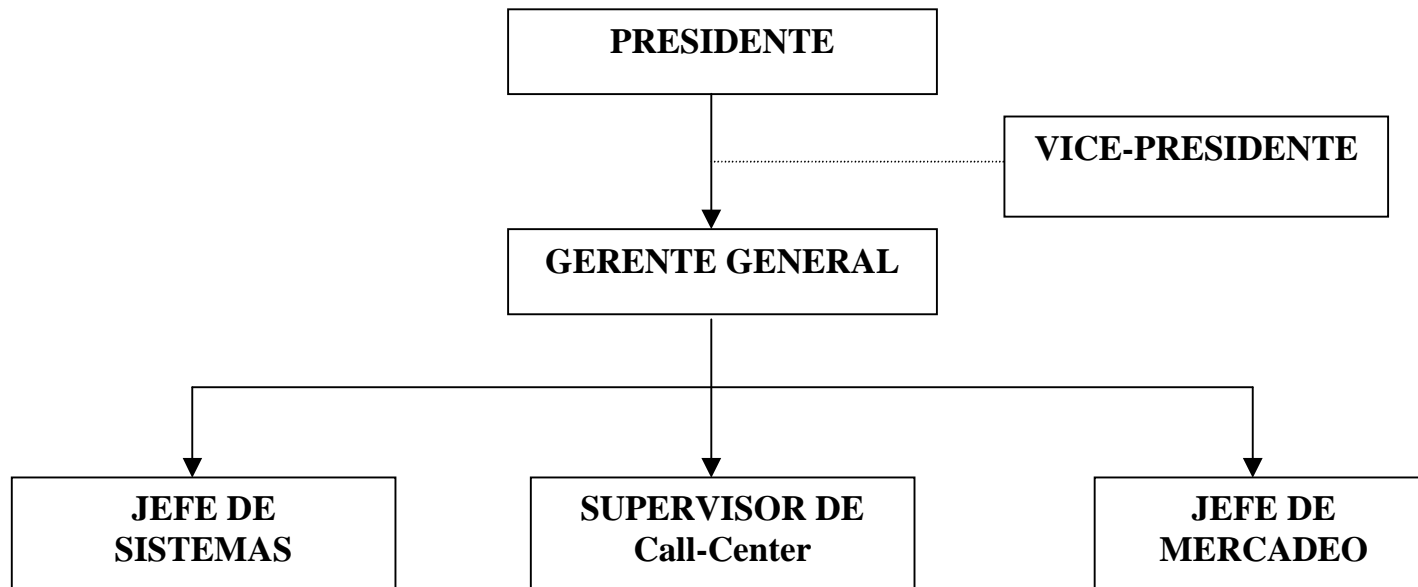 PRESIDENTE
VICE-PRESIDENTE
GERENTE GENERAL
JEFE DE
SISTEMAS
SUPERVISOR DE
Call-Center
JEFE DE
MERCADEO